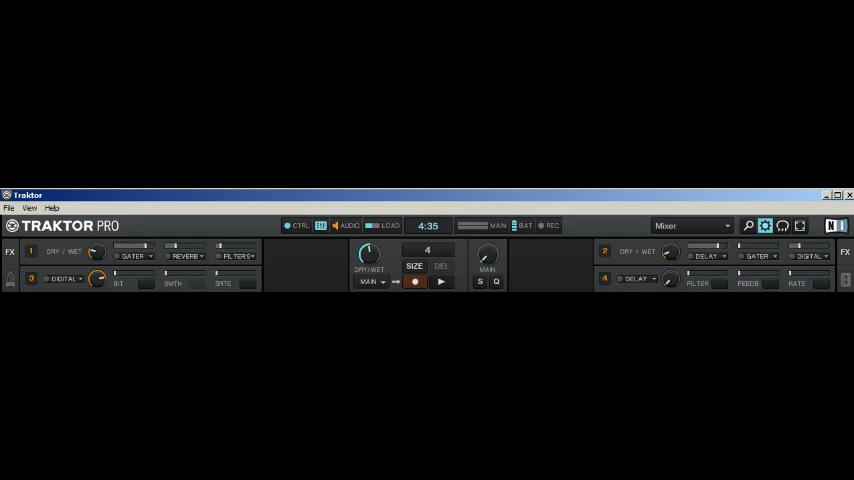 Traktor
File View Help
TRAKTOR PRO CTRL AUDIO LOAD 4:35 MAIN BAT REC Mixer NI
FX 1 DRY / WET GATER REVERB FILTERS 4 2 DRY / WET DELAY GATER DIGITAL FX
DRY/WET SIZE DEL MAIN
3 DIGITAL BIT SMTH SRTE MAIN S Q 4 DELAY FILTER FEEDB RATE